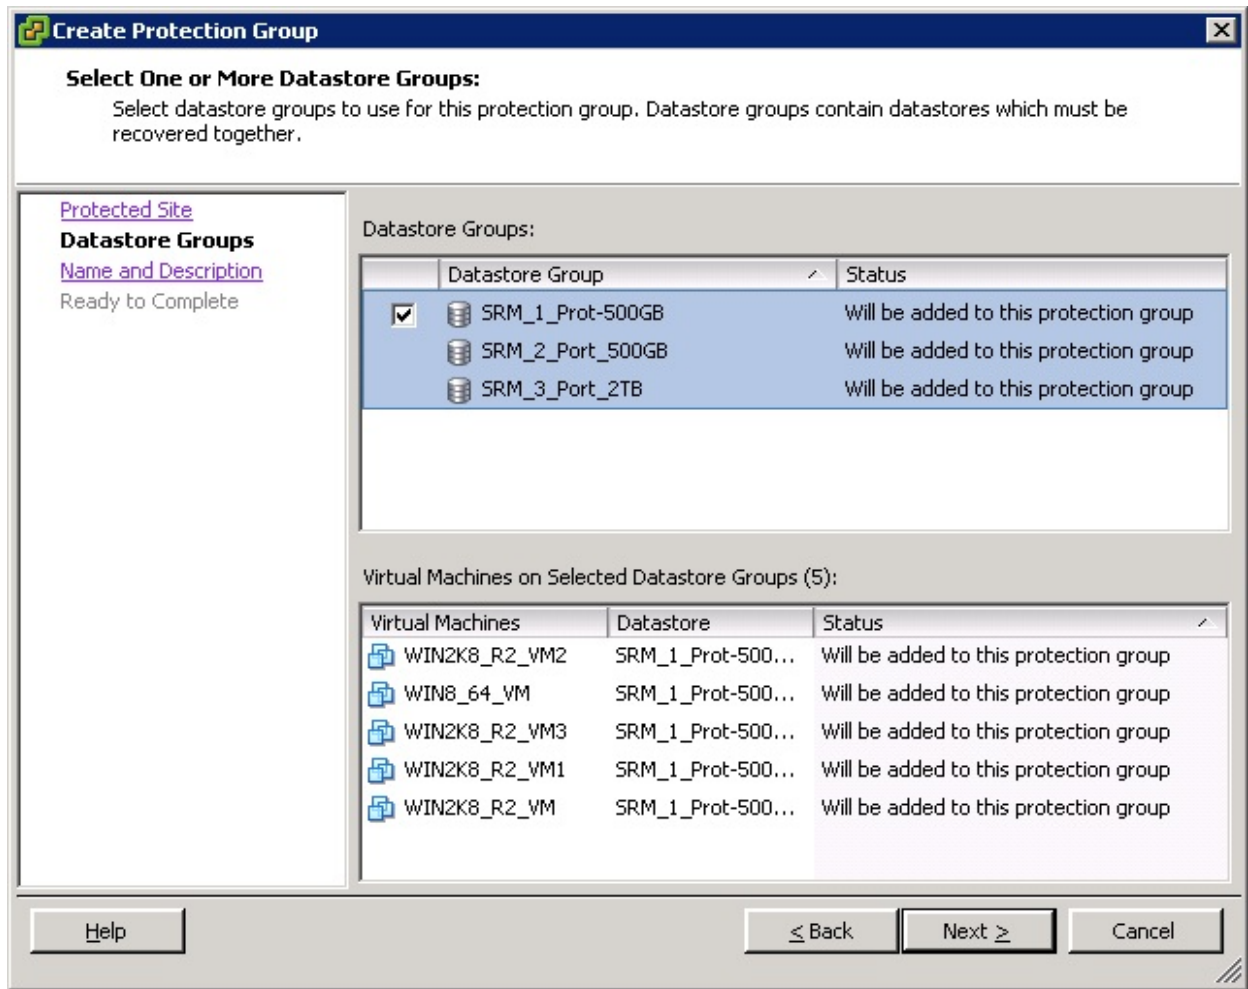 Create Protection Group
Select One or More Datastore Groups:
Select datastore groups to use for this protection group. Datastore groups contain datastores which must be
recovered together.
Protected Site
Datastore Groups
Name and Description
Ready to Complete
Datastore Groups:
Datastore Group Status
SRM_1_Prot-500GB Will be added to this protection group
SRM_2_Port_500GB Will be added to this protection group
SRM_3_Port_2TB Will be added to this protection group
Virtual Machines on Selected Datastore Groups (5):
Virtual Machines Datastore Status
WIN2K8_R2_VM2 SRM_1_Prot-500... Will be added to this protection group
WIN8_64_VM SRM_1_Prot-500... Will be added to this protection group
WIN2K8_R2_VM3 SRM_1_Prot-500... Will be added to this protection group
WIN2K8_R2_VM1 SRM_1_Prot-500... Will be added to this protection group
WIN2K8_R2_VM SRM_1_Prot-500... Will be added to this protection group
Help < Back Next > Cancel